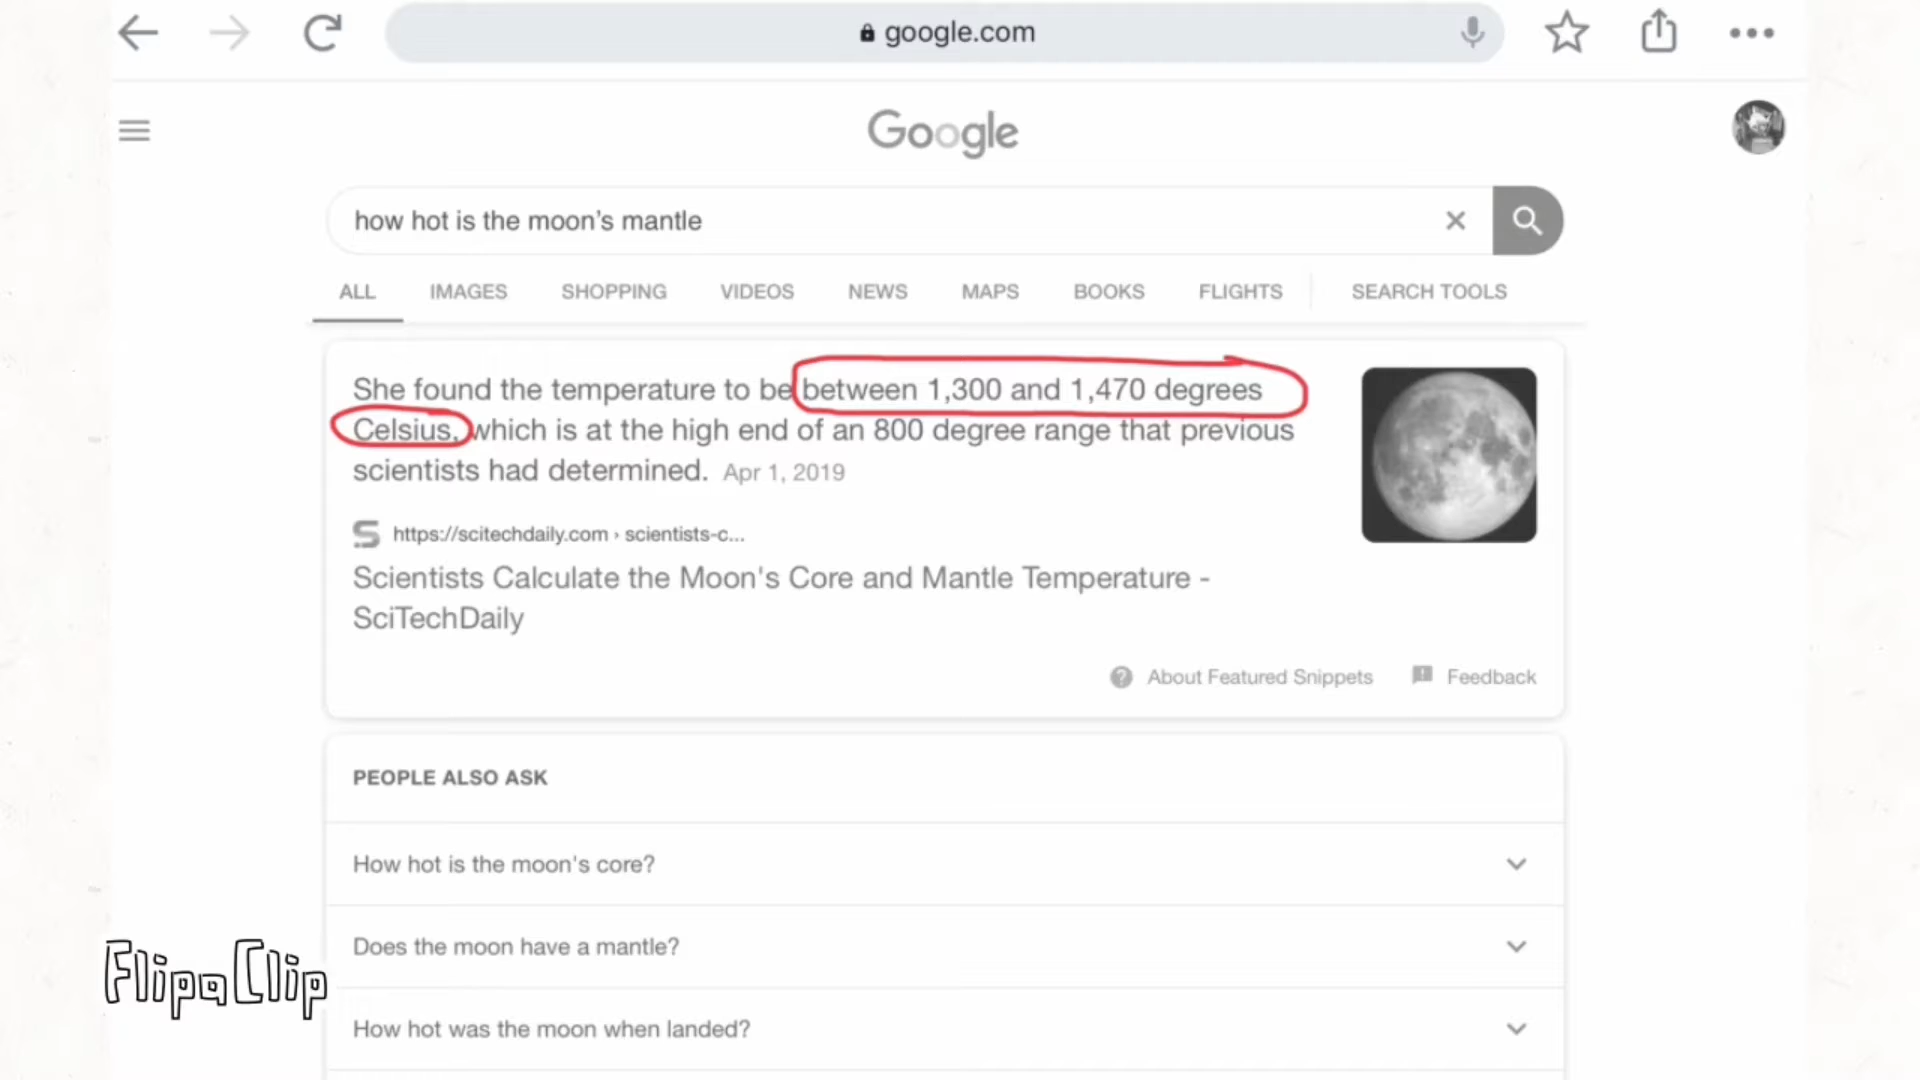 google.com
Google
how hot is the moon's mantle
ALL IMAGES SHOPPING VIDEOS NEWS MAPS BOOKS FLIGHTS SEARCH TOOLS
She found the temperature to be between 1,300 and 1,470 degrees
Celsius, which is at the high end of an 800 degree range that previous
scientists had determined. Apr 1, 2019
https://scitechdaily.com › scientists-c...
Scientists Calculate the Moon's Core and Mantle Temperature -
SciTechDaily
About Featured Snippets Feedback
PEOPLE ALSO ASK
How hot is the moon's core?
Does the moon have a mantle?
How hot was the moon when landed?
FlipaClip